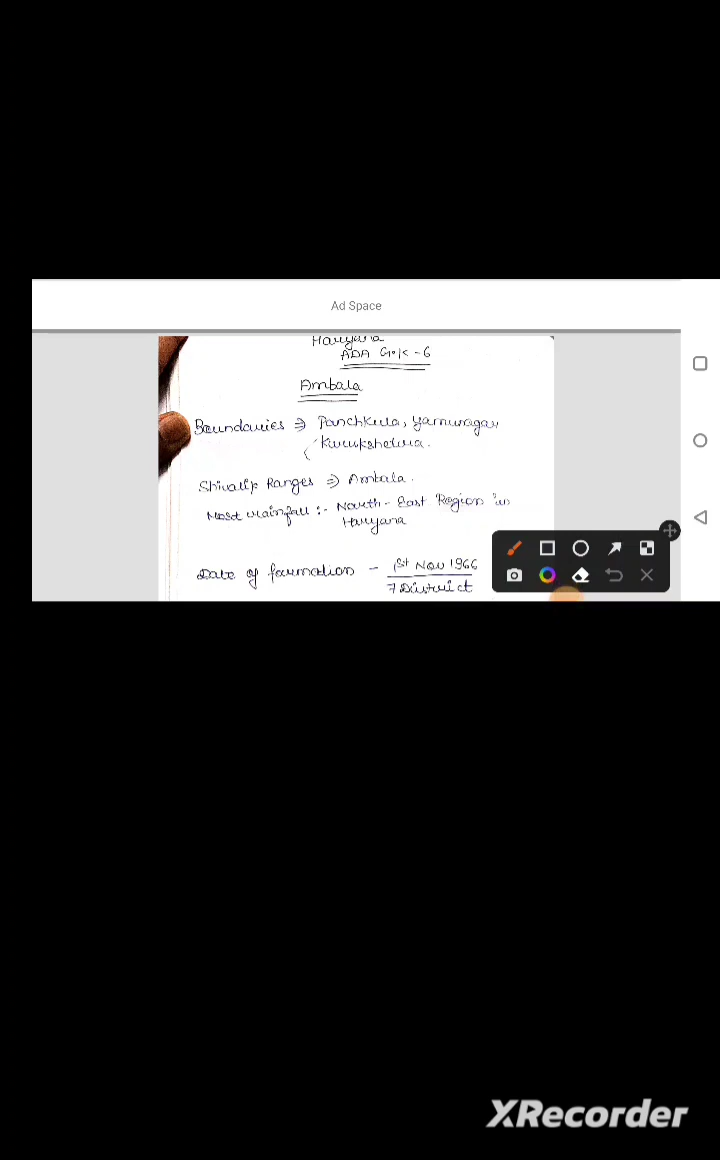 Ad Space
Haryana
ADA G.K - 6
Ambala
Boundaries ⇒ Panchkula, Yamunagar
Kurukshetra.
Shivalik Ranges ⇒ Ambala.
Most rainfall :- North - East Region in
Haryana
Date of formation - 1st Nov 1966
7 District
XRecorder